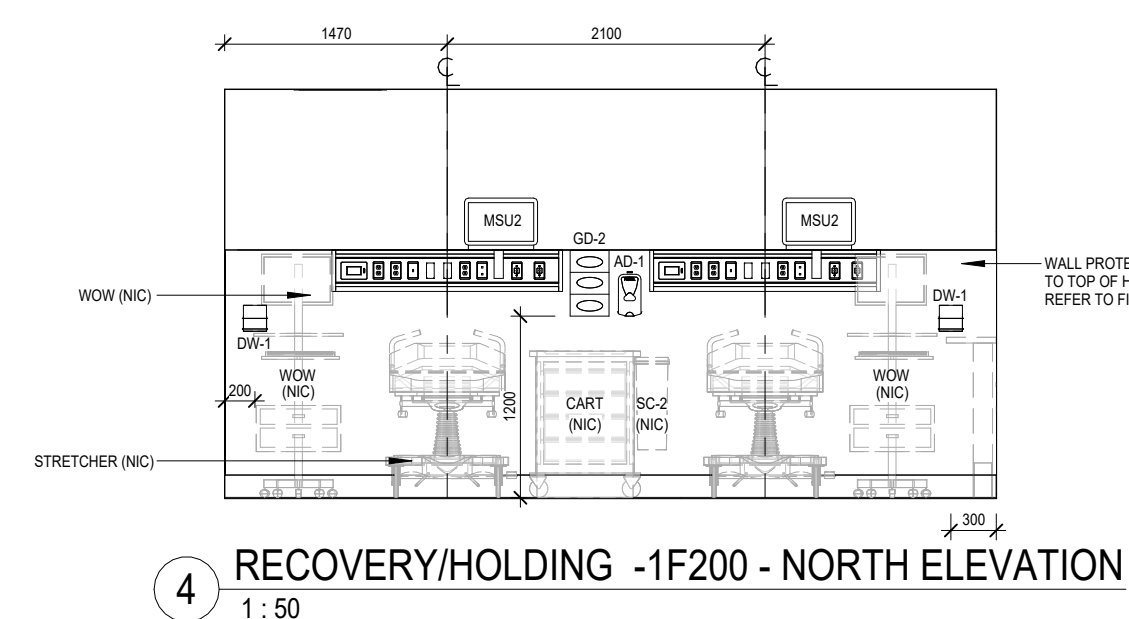 1470
2100
MSU2
MSU2
GD-2
AD-1
WALL PROTE
TO TOP OF H
REFER TO FI
WOW (NIC)
DW-1
DW-1
WOW
(NIC)
WOW
(NIC)
200
1200
CART
(NIC)
SC-2
(NIC)
STRETCHER (NIC)
300
4
RECOVERY/HOLDING -1F200 - NORTH ELEVATION
1 : 50